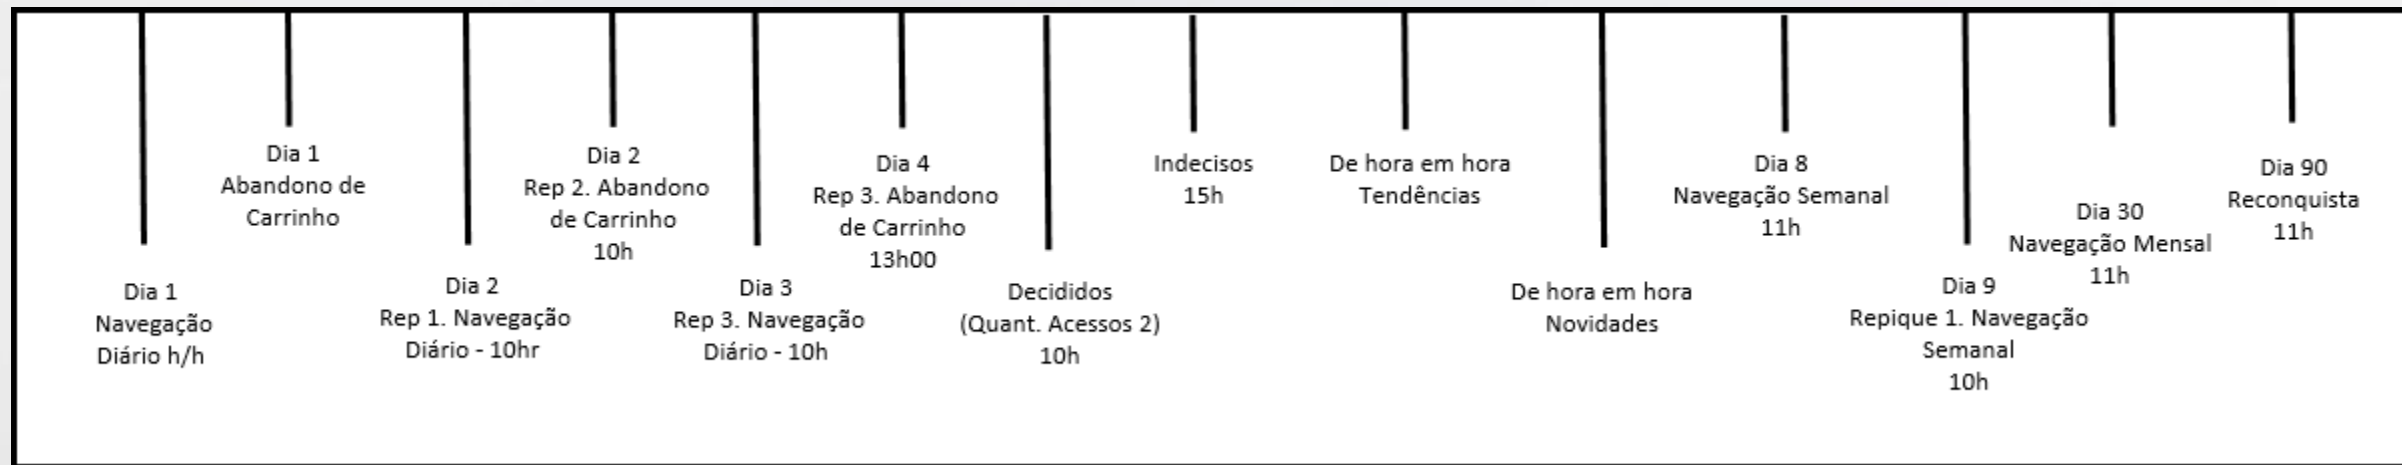 Dia 1
Navegação
Diário h/h
Dia 1
Abandono de
Carrinho
Dia 2
Rep 1. Navegação
Diário - 10hr
Dia 2
Rep 2. Abandono
de Carrinho
10h
Dia 3
Rep 3. Navegação
Diário - 10h
Dia 4
Rep 3. Abandono
de Carrinho
13h00
Decididos
(Quant. Acessos 2)
10h
Indecisos
15h
De hora em hora
Tendências
De hora em hora
Novidades
Dia 8
Navegação Semanal
11h
Dia 9
Repique 1. Navegação
Semanal
10h
Dia 30
Navegação Mensal
11h
Dia 90
Reconquista
11h